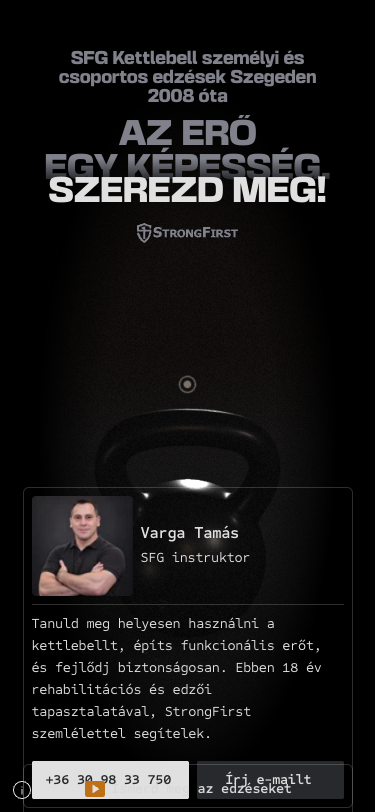 SFG Kettlebell személyi és
csoportos edzések Szegeden
2008 óta
AZ ERŐ
EGY KÉPESSÉG.
SZEREZD MEG!
STRONGFIRST
Varga Tamás
SFG instruktor
Tanuld meg helyesen használni a
kettlebellt, építs funkcionális erőt,
és fejlődj biztonságosan. Ebben 18 év
rehabilitációs és edzői
tapasztalatával, StrongFirst
szemlélettel segítelek.
+36 30 98 33 750
Írj e-mailt
az edzéseket